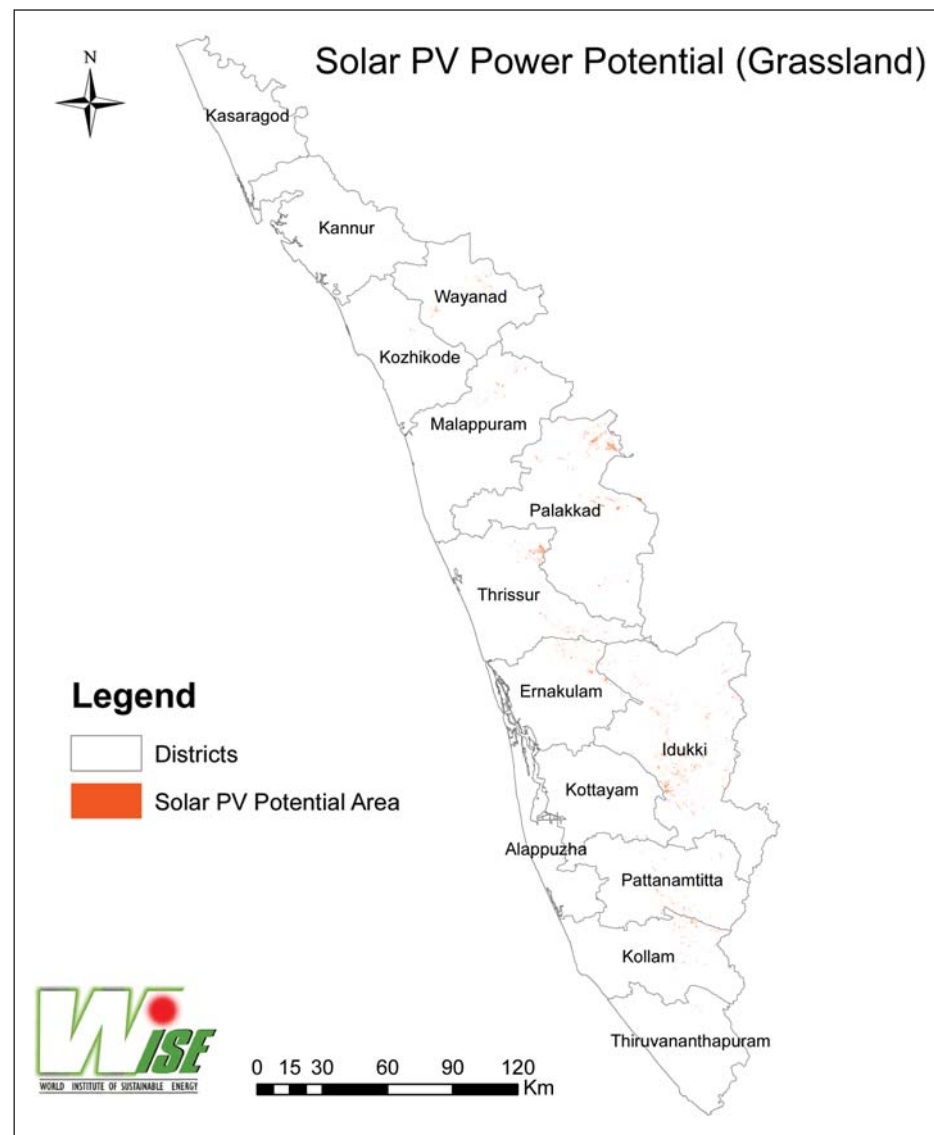 Solar PV Power Potential (Grassland)
N
Kasaragod
Kannur
Wayanad
Kozhikode
Malappuram
Palakkad
Thrissur
Ernakulam
Idukki
Kottayam
Alappuzha
Pattanamtitta
Kollam
Thiruvananthapuram
Legend
Districts
Solar PV Potential Area
WISE
WORLD INSTITUTE OF SUSTAINABLE ENERGY
0 15 30 60 90 120
Km